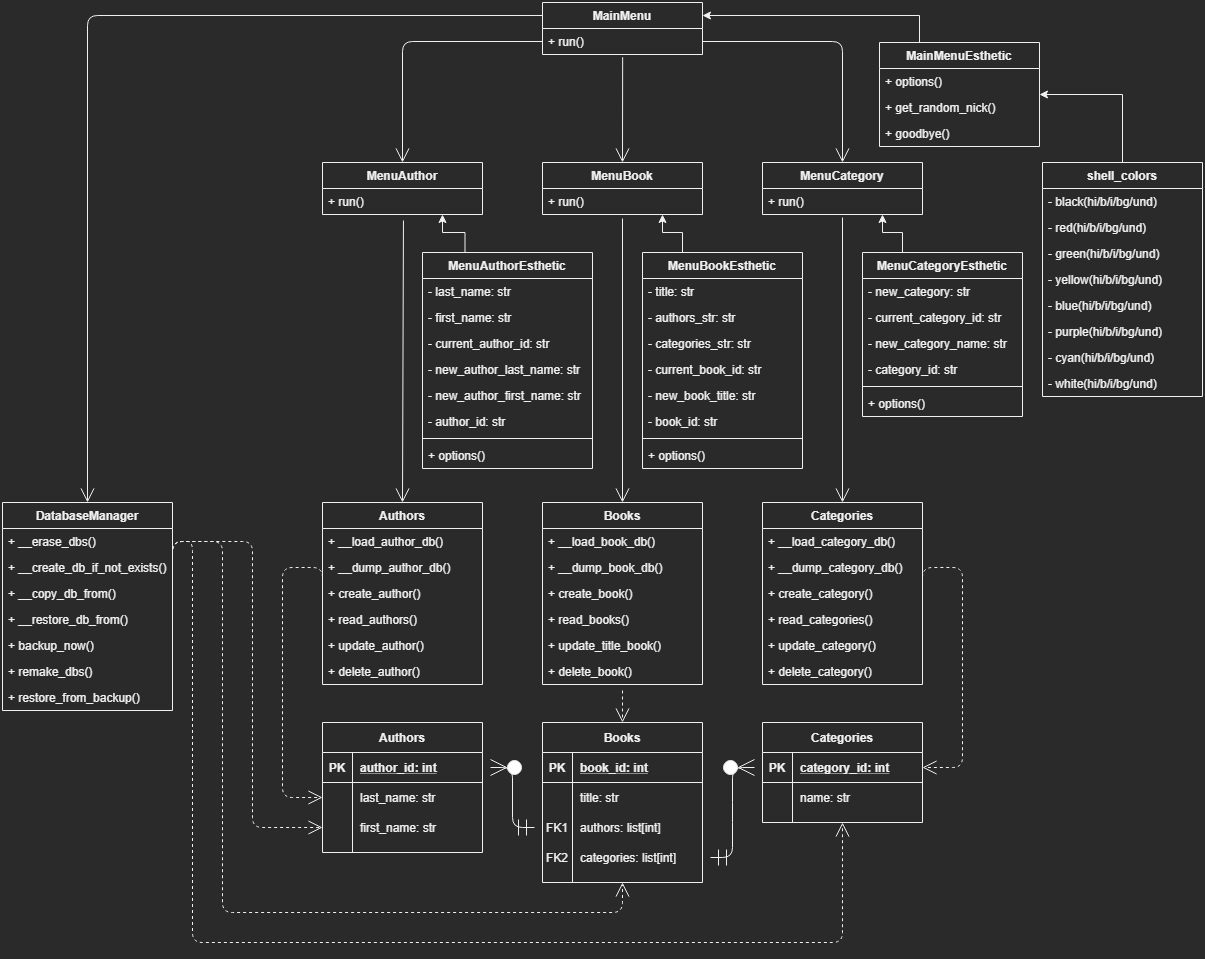 MainMenu
+ run()
MainMenuEsthetic
+ options()
+ get_random_nick()
+ goodbye()
MenuAuthor
+ run()
MenuBook
+ run()
MenuCategory
+ run()
shell_colors
- black(hi/b/i/bg/und)
- red(hi/b/i/bg/und)
- green(hi/b/i/bg/und)
- yellow(hi/b/i/bg/und)
- blue(hi/b/i/bg/und)
- purple(hi/b/i/bg/und)
- cyan(hi/b/i/bg/und)
- white(hi/b/i/bg/und)
MenuAuthorEsthetic
- last_name: str
- first_name: str
- current_author_id: str
- new_author_last_name: str
- new_author_first_name: str
- author_id: str
+ options()
MenuBookEsthetic
- title: str
- authors_str: str
- categories_str: str
- current_book_id: str
- new_book_title: str
- book_id: str
+ options()
MenuCategoryEsthetic
- new_category: str
- current_category_id: str
- new_category_name: str
- category_id: str
+ options()
DatabaseManager
+ __erase_dbs()
+ __create_db_if_not_exists()
+ __copy_db_from()
+ __restore_db_from()
+ backup_now()
+ remake_dbs()
+ restore_from_backup()
Authors
+ __load_author_db()
+ __dump_author_db()
+ create_author()
+ read_authors()
+ update_author()
+ delete_author()
Books
+ __load_book_db()
+ __dump_book_db()
+ create_book()
+ read_books()
+ update_title_book()
+ delete_book()
Categories
+ __load_category_db()
+ __dump_category_db()
+ create_category()
+ read_categories()
+ update_category()
+ delete_category()
Authors
PK author_id: int
last_name: str
first_name: str
Books
PK book_id: int
title: str
FK1 authors: list[int]
FK2 categories: list[int]
Categories
PK category_id: int
name: str